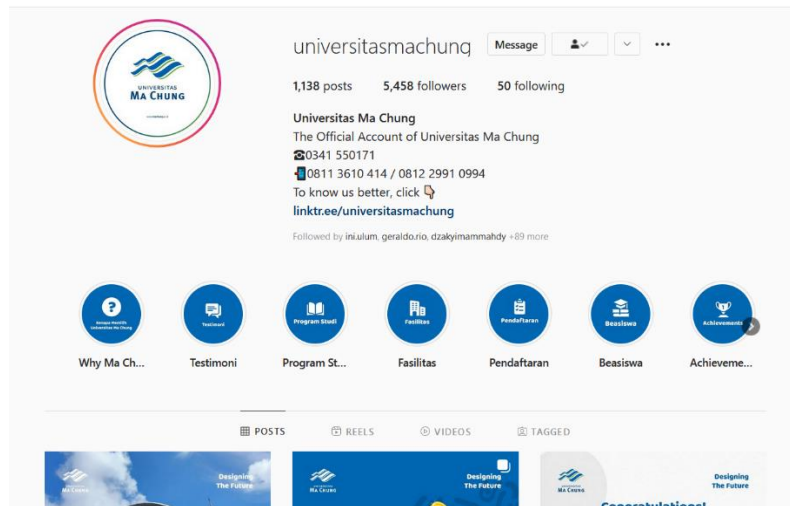 universitasmachung Message
1,138 posts 5,458 followers 50 following
UNIVERSITAS
MA CHUNG
Universitas Ma Chung
The Official Account of Universitas Ma Chung
☎0341 550171
📲0811 3610 414 / 0812 2991 0994
To know us better, click 👇
linktr.ee/universitasmachung
Followed by ini.ulum, geraldo.rio, dzakyimammahdy +89 more
Testimoni
Program Studi
Fasilitas
Pendaftaran
Beasiswa
Achievements
Why Ma Ch... Testimoni Program St... Fasilitas Pendaftaran Beasiswa Achieveme...
POSTS REELS VIDEOS TAGGED
MA CHUNG
Designing
The Future
MA CHUNG
Designing
The Future
MA CHUNG
Designing
The Future
Congratulations!